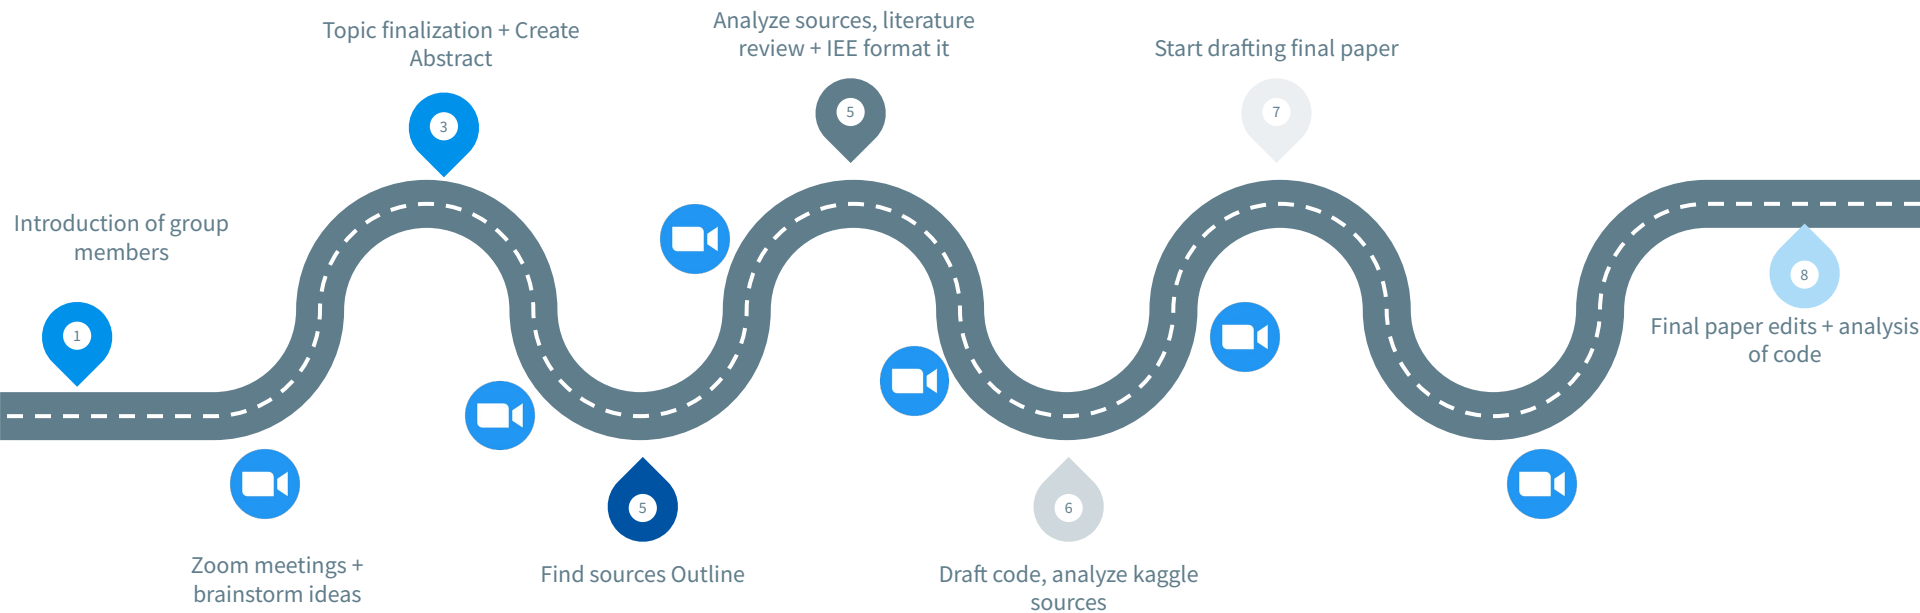 Introduction of group
members
1
Zoom meetings +
brainstorm ideas
Topic finalization + Create
Abstract
3
5
Find sources Outline
Analyze sources, literature
review + IEE format it
5
6
Draft code, analyze kaggle
sources
Start drafting final paper
7
8
Final paper edits + analysis
of code